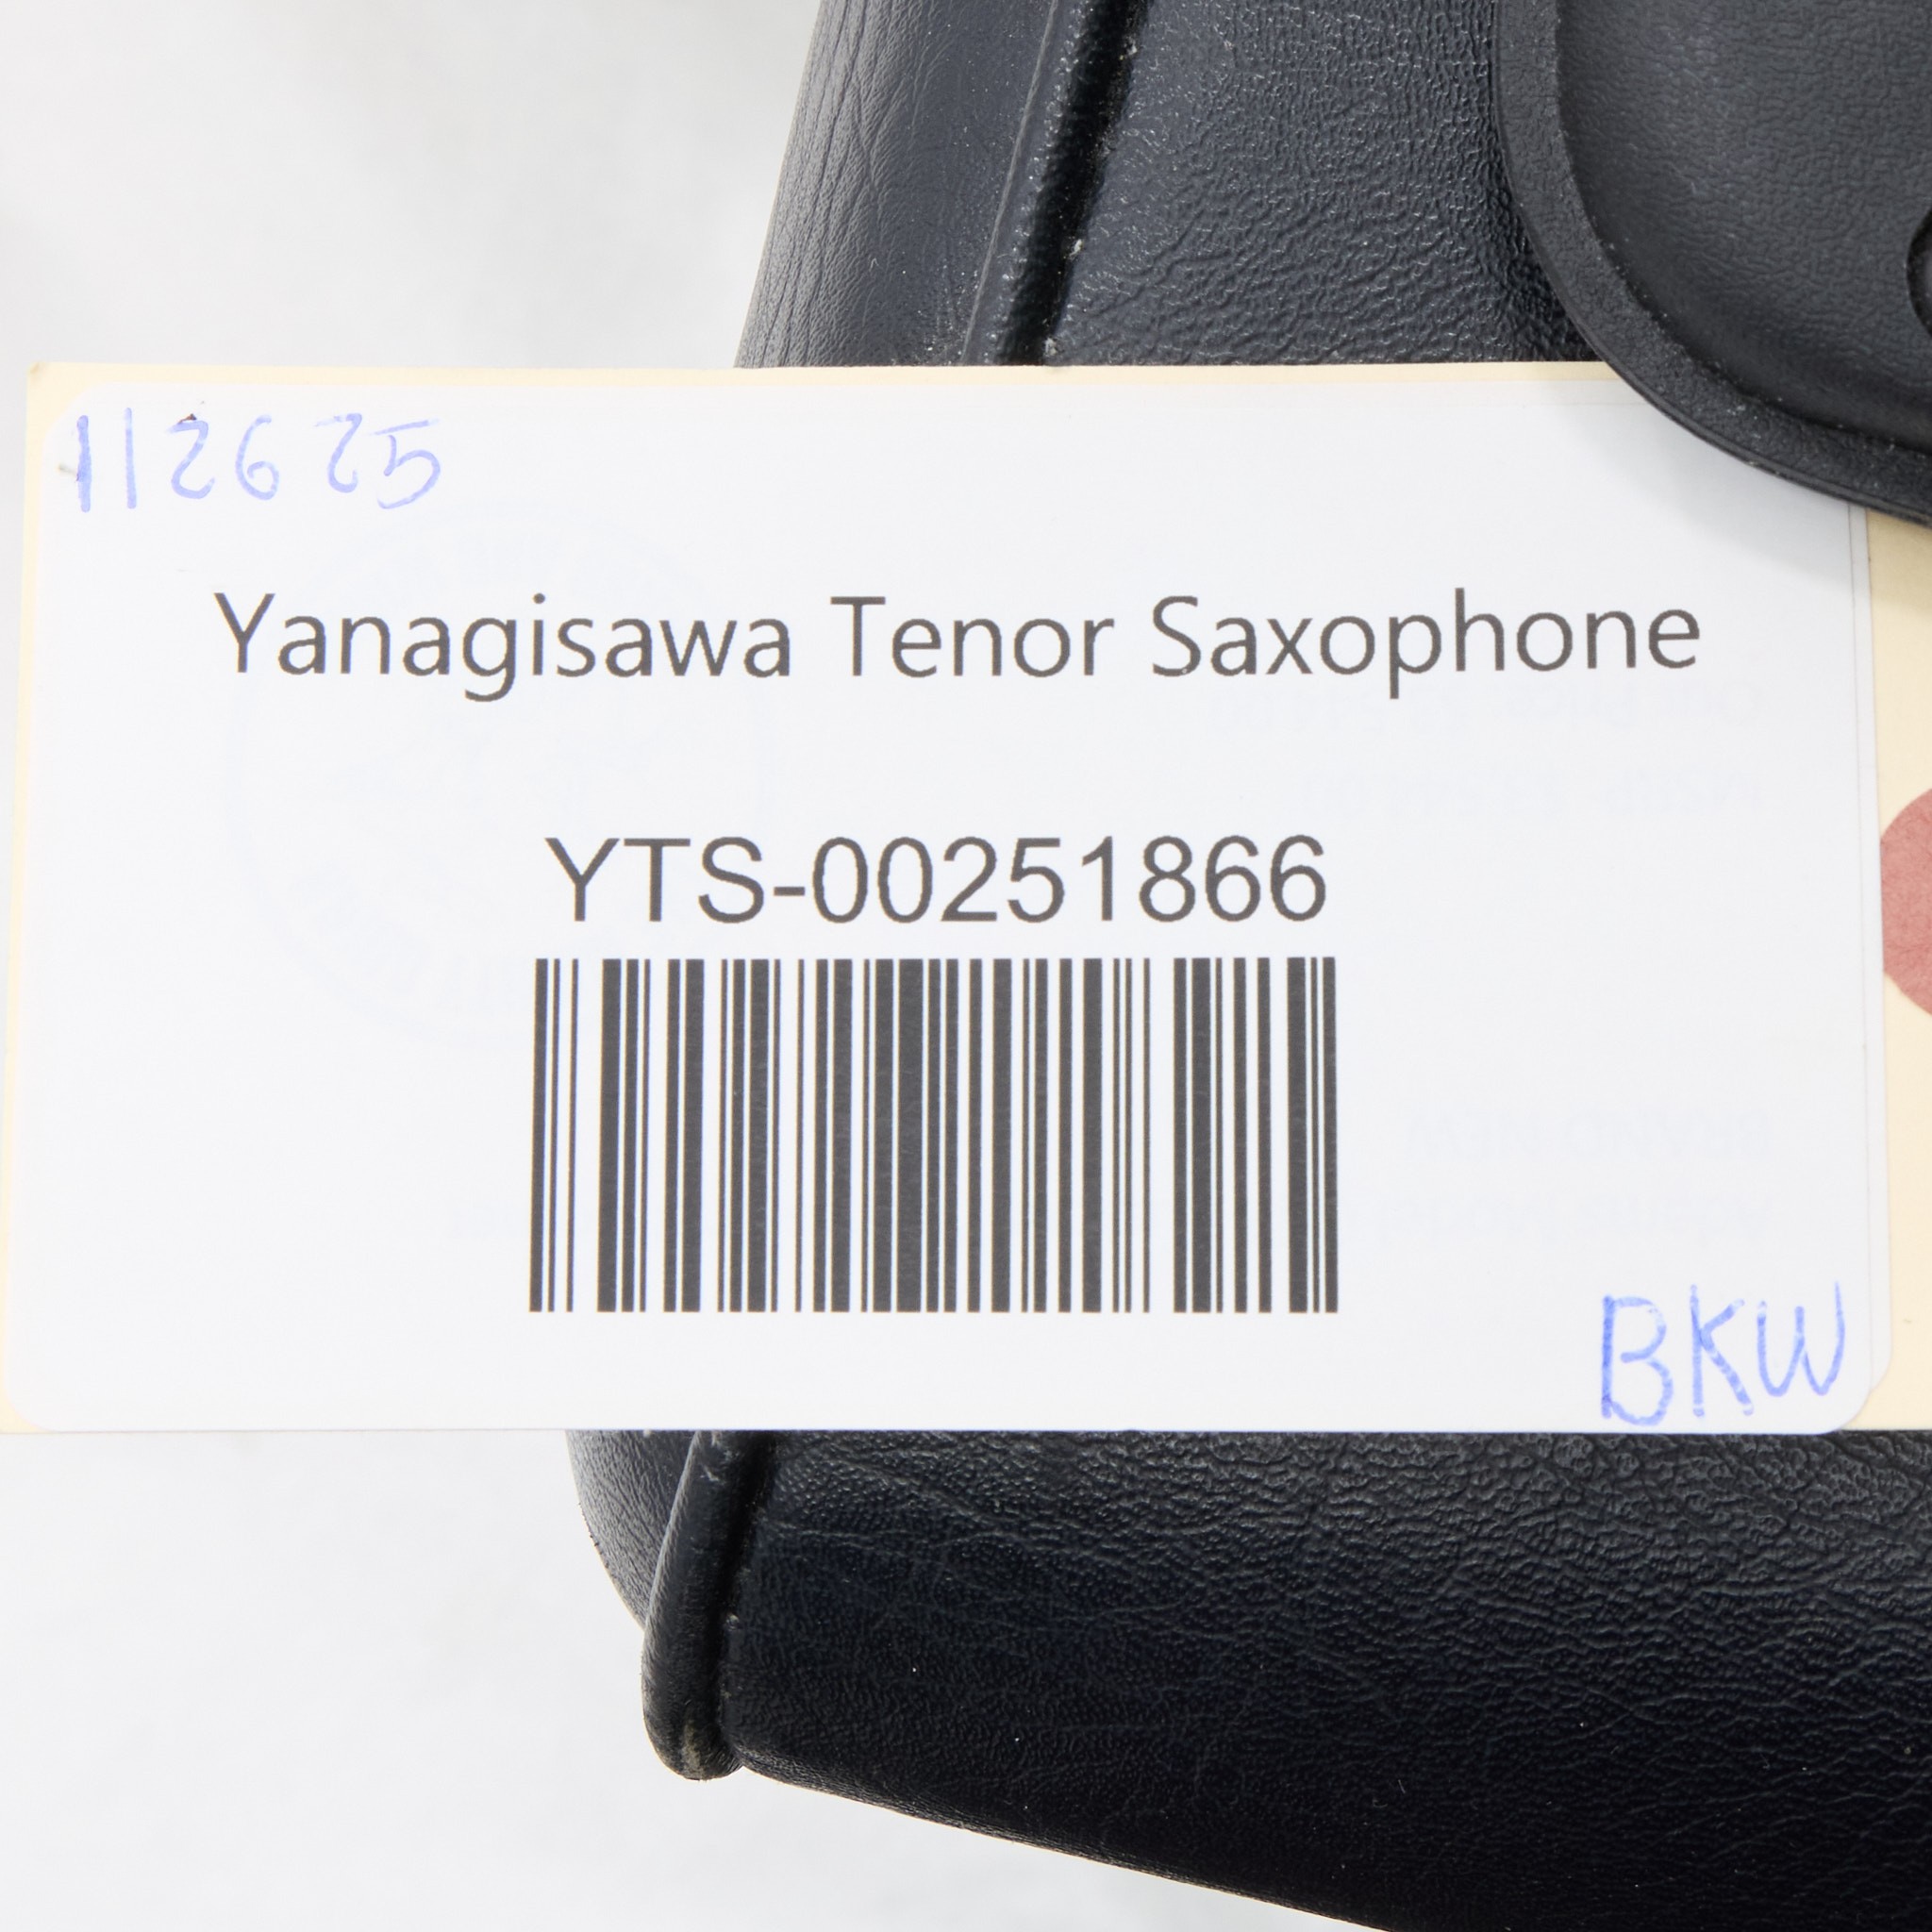 112625
Yanagisawa Tenor Saxophone
YTS-00251866
BKW